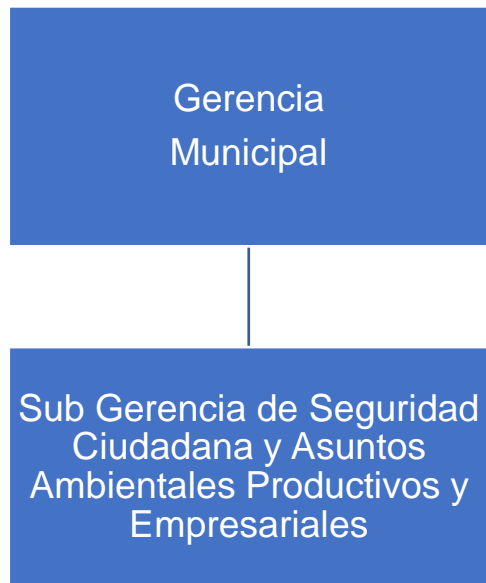 Gerencia
Municipal
Sub Gerencia de Seguridad
Ciudadana y Asuntos
Ambientales Productivos y
Empresariales